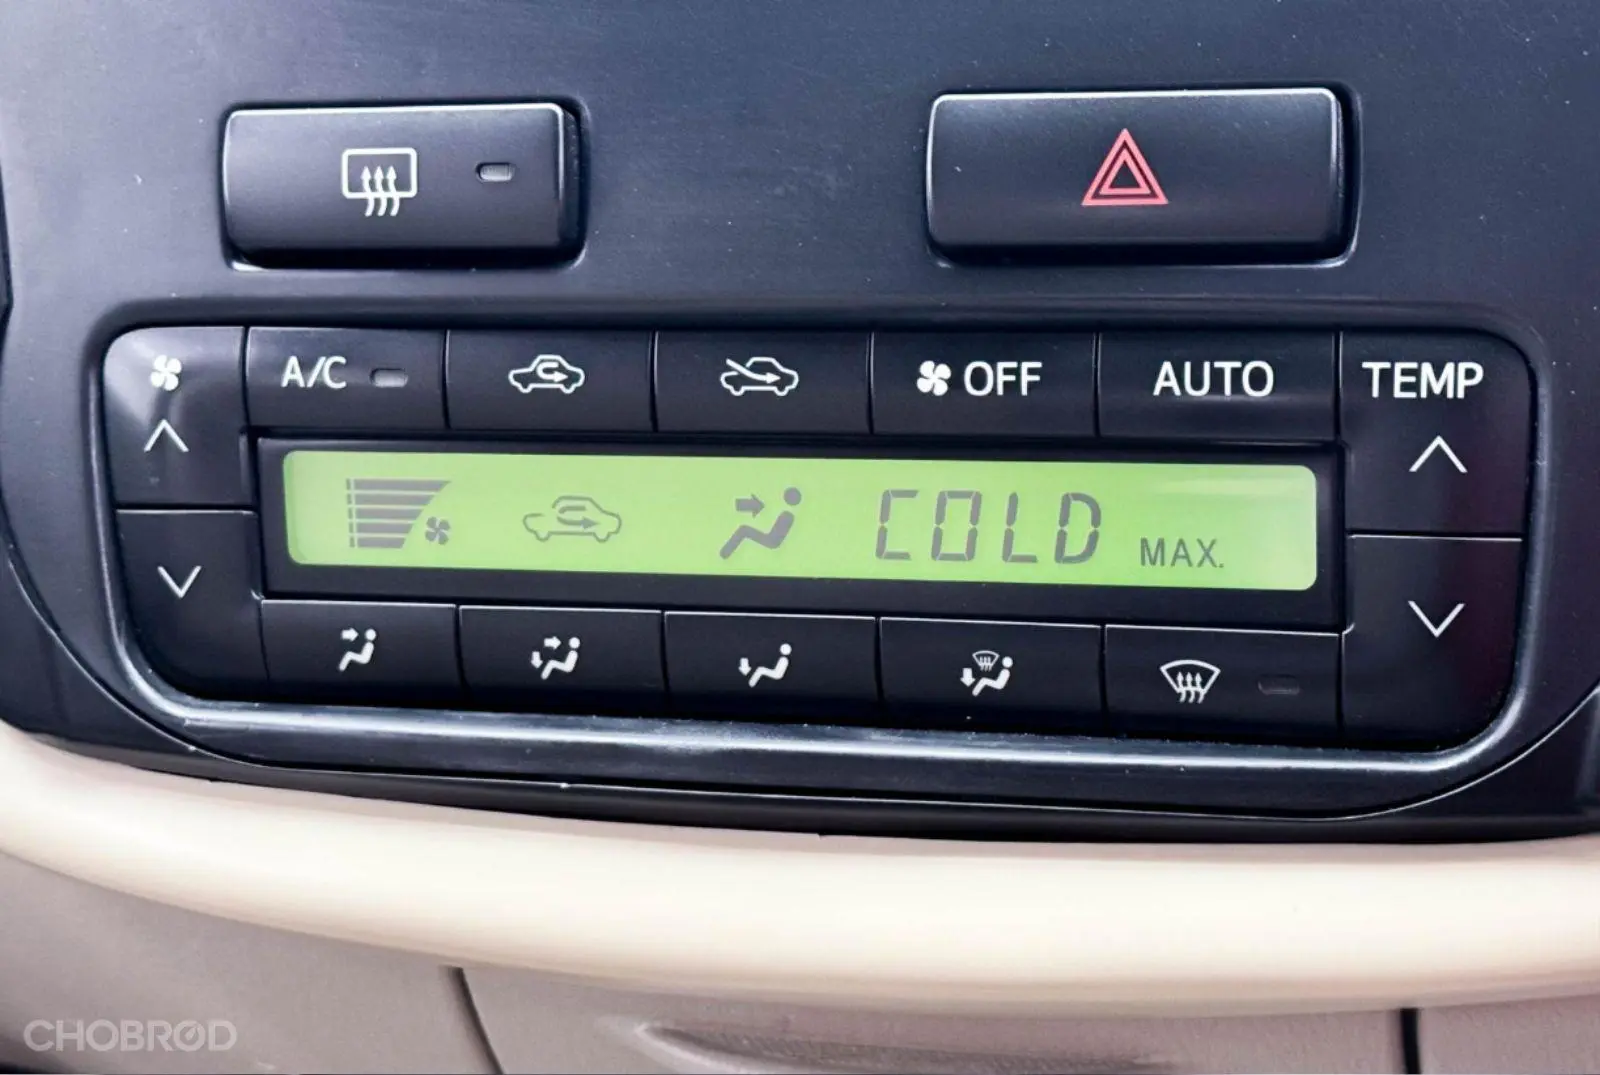 A/C
OFF
AUTO
TEMP
COLD MAX.
CHOBROD